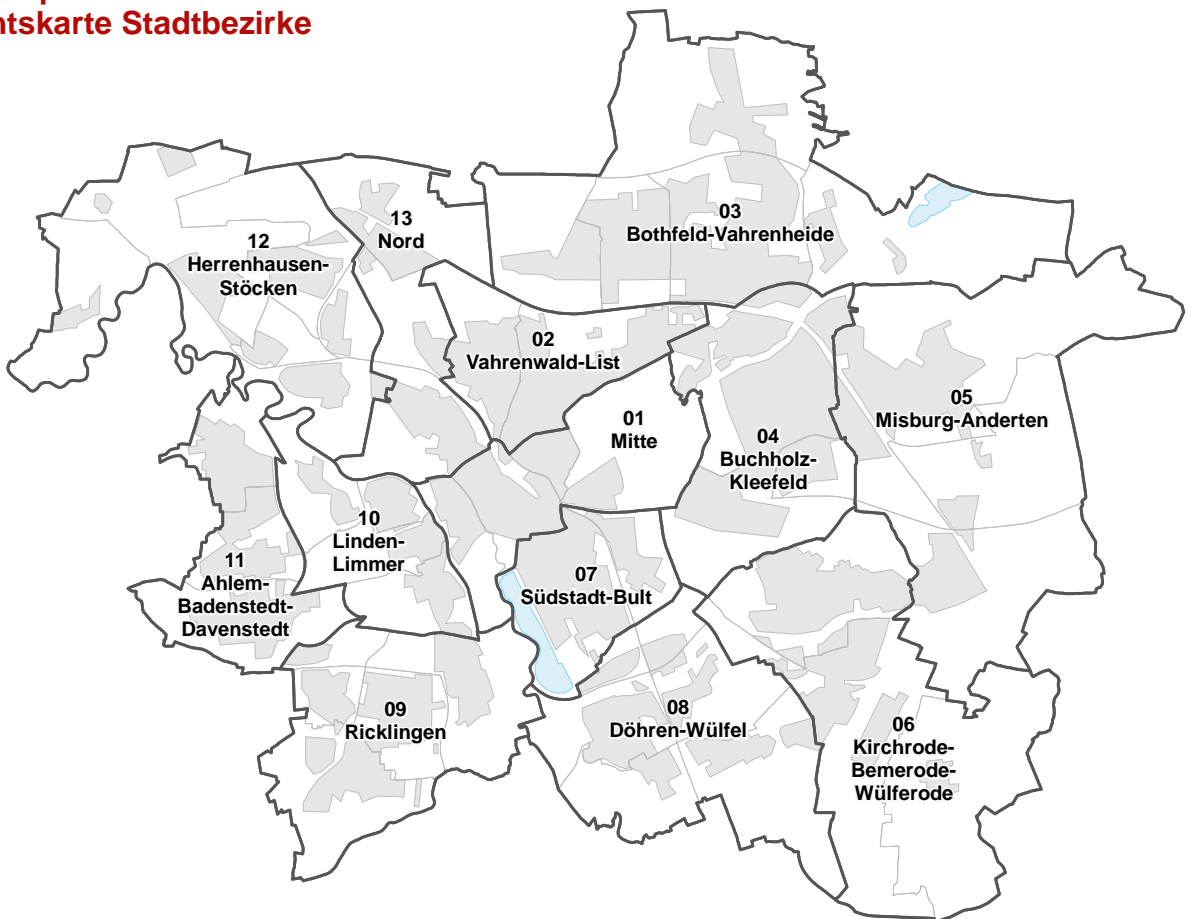 Stadtbezirke
03
Bothfeld-Vahrenheide
13
Nord
12
Herrenhausen-
Stöcken
02
Vahrenwald-List
05
Misburg-Anderten
01
Mitte
04
Buchholz-
Kleefeld
10
Linden-
Limmer
11
Ahlem-
Badenstedt-
Davenstedt
07
Südstadt-Bult
09
Ricklingen
08
Döhren-Wülfel
06
Kirchrode-
Bemerode-
Wülferode